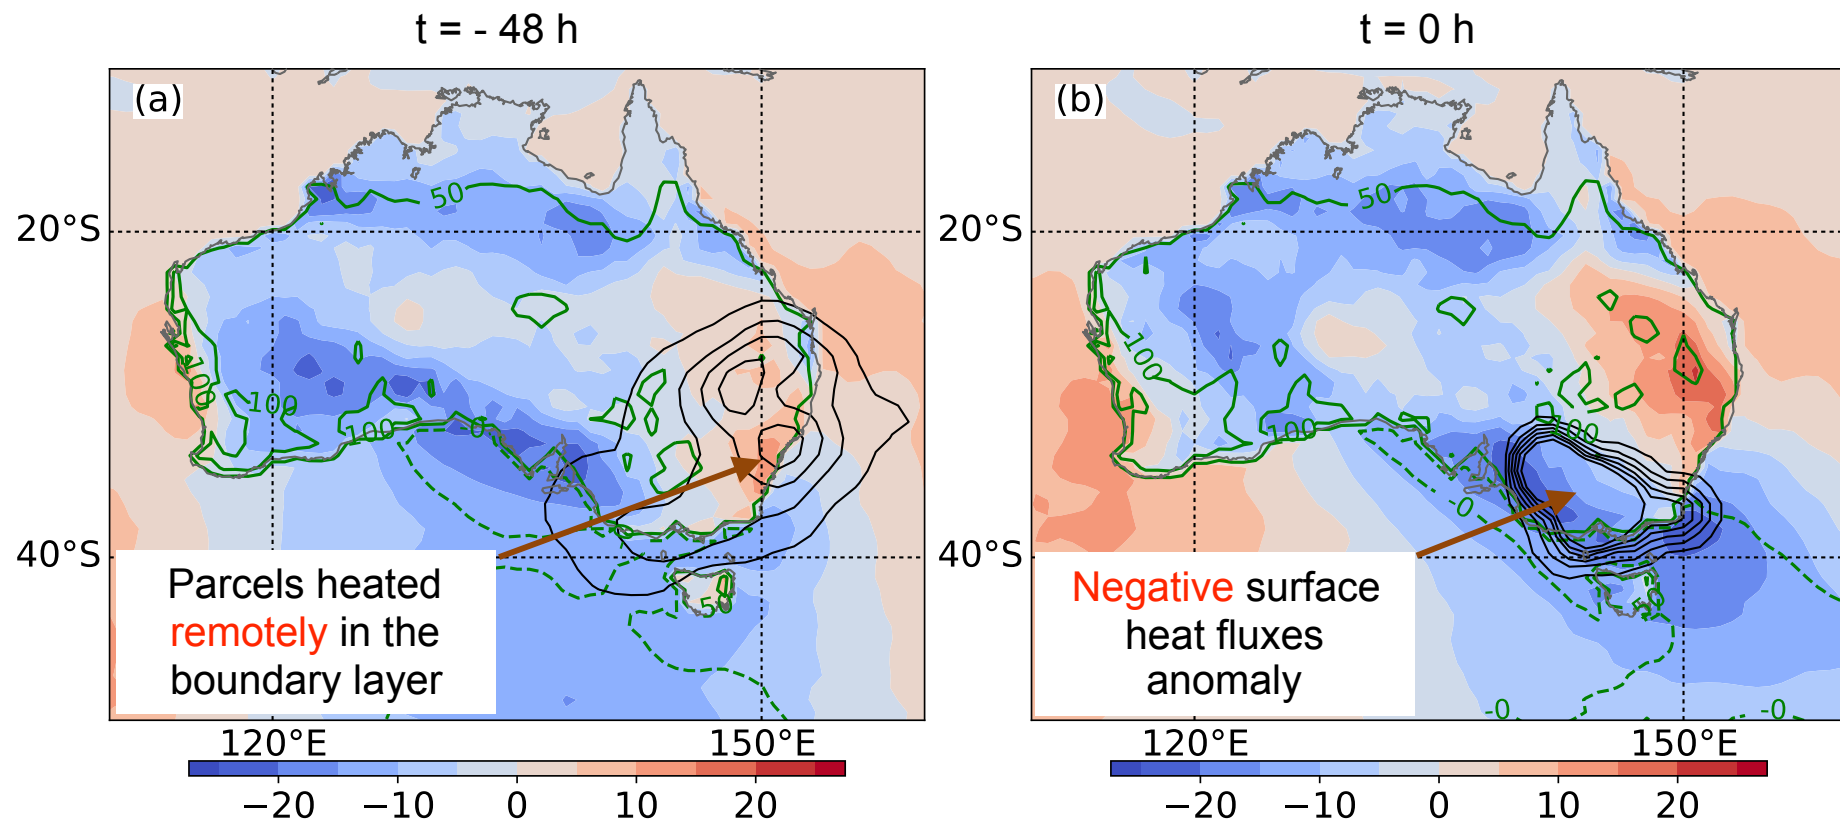 t = - 48 h
t = 0 h
(a)
(b)
50
50
20°S
20°S
100
100
100
100
100
-0
00
-0
40°S
40°S
Parcels heated
remotely in the
boundary layer
50
Negative surface
heat fluxes
anomaly
50
-0
-0
120°E
150°E
120°E
150°E
−20
−10
0
10
20
−20
−10
0
10
20